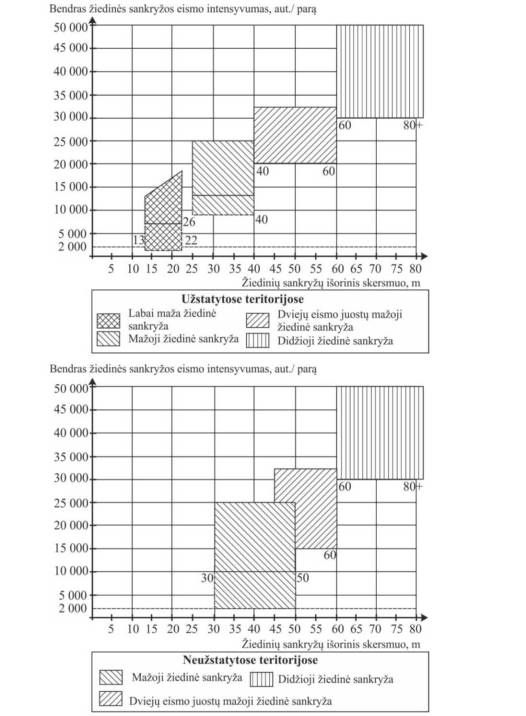 Bendras žiedinės sankryžos eismo intensyvumas, aut./ parą
50 000
45 000
40 000
35 000
30 000
60 80+
25 000
20 000
40 60
15 000
10 000
26 40
5 000
13 22
2 000
5 10 15 20 25 30 35 40 45 50 55 60 65 70 75 80
Žiedinių sankryžų išorinis skersmuo, m
Užstatytose teritorijose
Labai maža žiedinė sankryža
Dviejų eismo juostų mažoji žiedinė sankryža
Mažoji žiedinė sankryža
Didžioji žiedinė sankryža
Bendras žiedinės sankryžos eismo intensyvumas, aut./ parą
50 000
45 000
40 000
35 000
30 000
60 80+
25 000
20 000
15 000
60
10 000
30 50
5 000
2 000
5 10 15 20 25 30 35 40 45 50 55 60 65 70 75 80
Žiedinių sankryžų išorinis skersmuo, m
Neužstatytose teritorijose
Mažoji žiedinė sankryža Didžioji žiedinė sankryža
Dviejų eismo juostų mažoji žiedinė sankryža